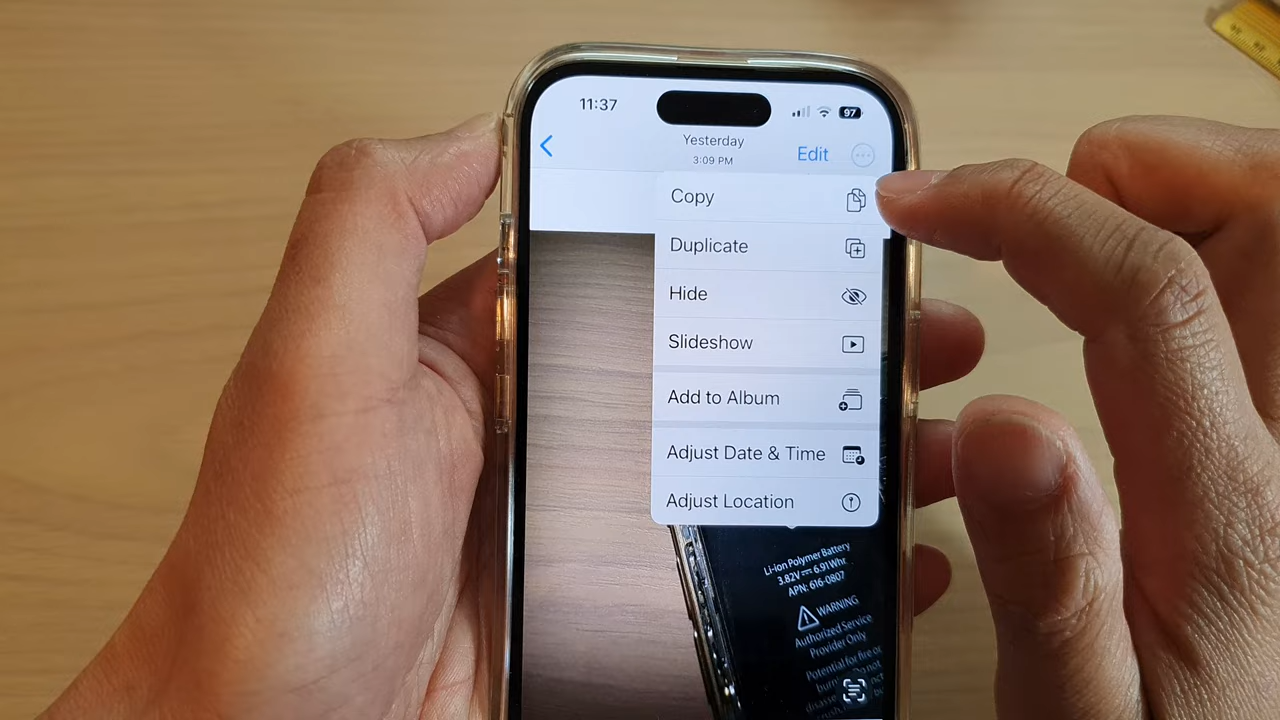 11:37
97
Yesterday
3:09 PM
Edit
Copy
Duplicate
Hide
Slideshow
Add to Album
Adjust Date & Time
Adjust Location
Li-ion Polymer Battery
3.82V 6.91Whr
APN: 616-0807
WARNING
Authorized Service
Provider Only
Potential for fire or
not